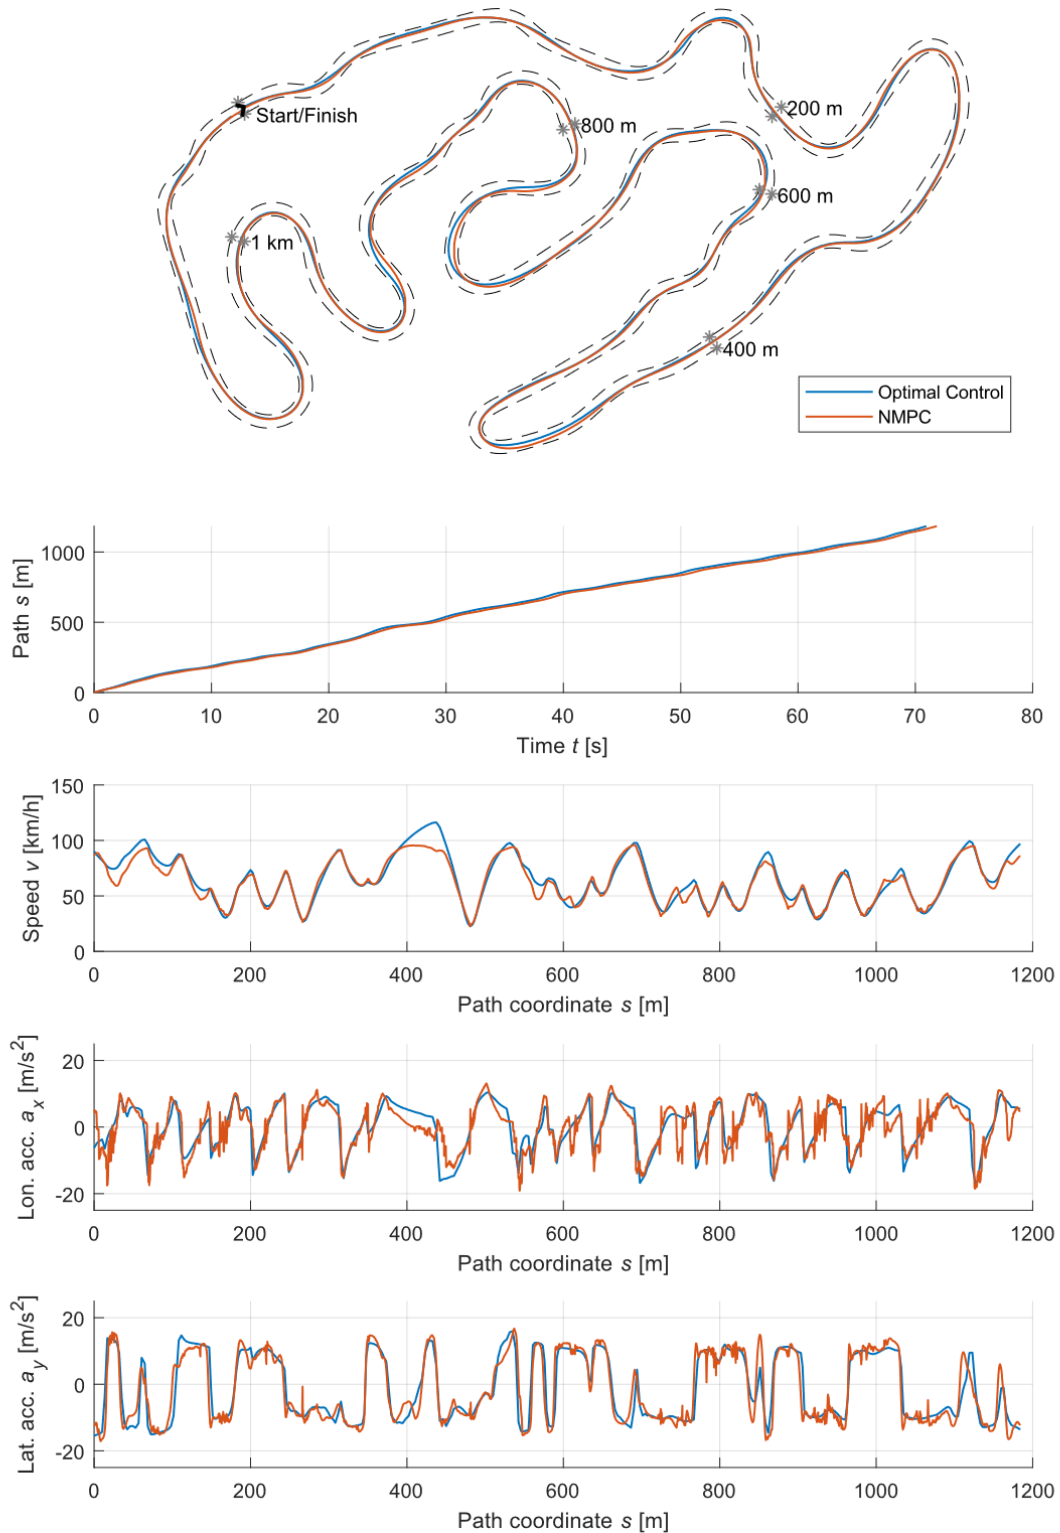 Start/Finish
200 m
800 m
600 m
1 km
400 m
Optimal Control
NMPC
Path s [m]
1000
500
0
0 10 20 30 40 50 60 70 80
Time t [s]
Speed v [km/h]
150
100
50
0
0 200 400 600 800 1000 1200
Path coordinate s [m]
Lon. acc. a_x [m/s²]
20
0
-20
0 200 400 600 800 1000 1200
Path coordinate s [m]
Lat. acc. a_y [m/s²]
20
0
-20
0 200 400 600 800 1000 1200
Path coordinate s [m]